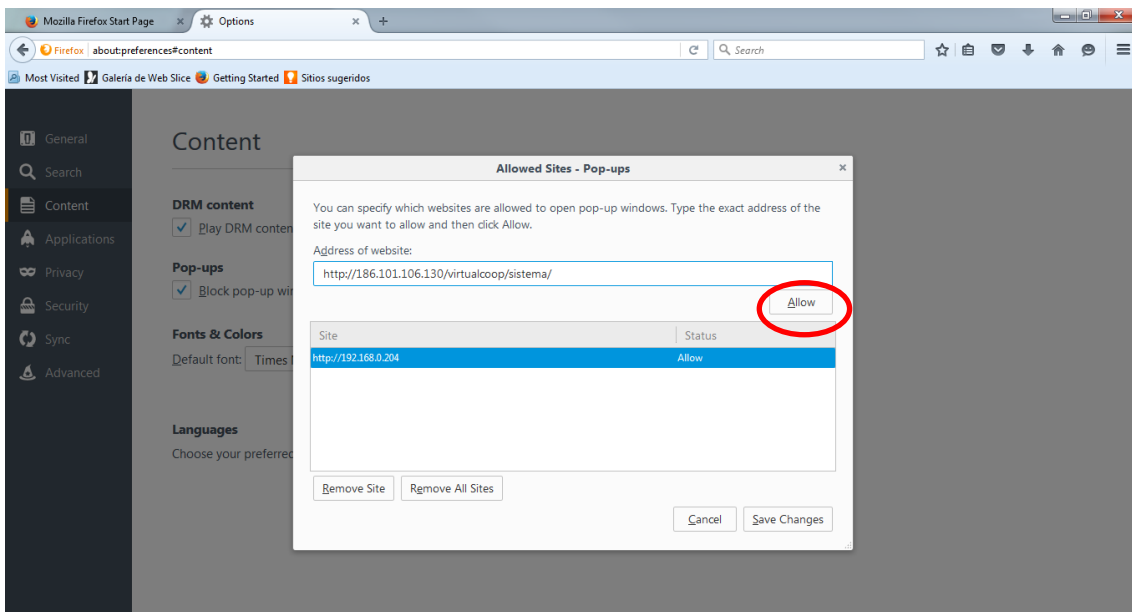 Mozilla Firefox Start Page
Options
Firefox about:preferences#content
Search
Most Visited Galería de Web Slice Getting Started Sitios sugeridos
General
Search
Content
Applications
Privacy
Security
Sync
Advanced
Content
DRM content
Play DRM conten
Pop-ups
Block pop-up wi
Fonts & Colors
Default font: Times
Languages
Choose your preferred
Allowed Sites - Pop-ups
You can specify which websites are allowed to open pop-up windows. Type the exact address of the
site you want to allow and then click Allow.
Address of website:
http://186.101.106.130/virtualcoop/sistema/
Allow
Site Status
http://192.168.0.204 Allow
Remove Site Remove All Sites
Cancel Save Changes